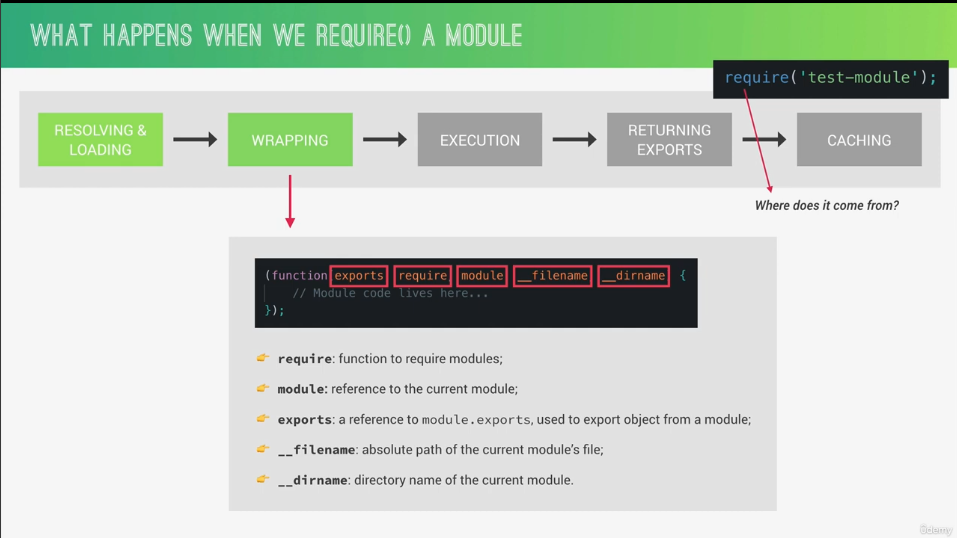 WHAT HAPPENS WHEN WE REQUIRE() A MODULE
require('test-module');
RESOLVING &
LOADING
WRAPPING
EXECUTION
RETURNING
EXPORTS
CACHING
Where does it come from?
(function exports require module __filename __dirname {
// Module code lives here...
});
👉 require: function to require modules;
👉 module: reference to the current module;
👉 exports: a reference to module.exports, used to export object from a module;
👉 __filename: absolute path of the current module’s file;
👉 __dirname: directory name of the current module.
Udemy